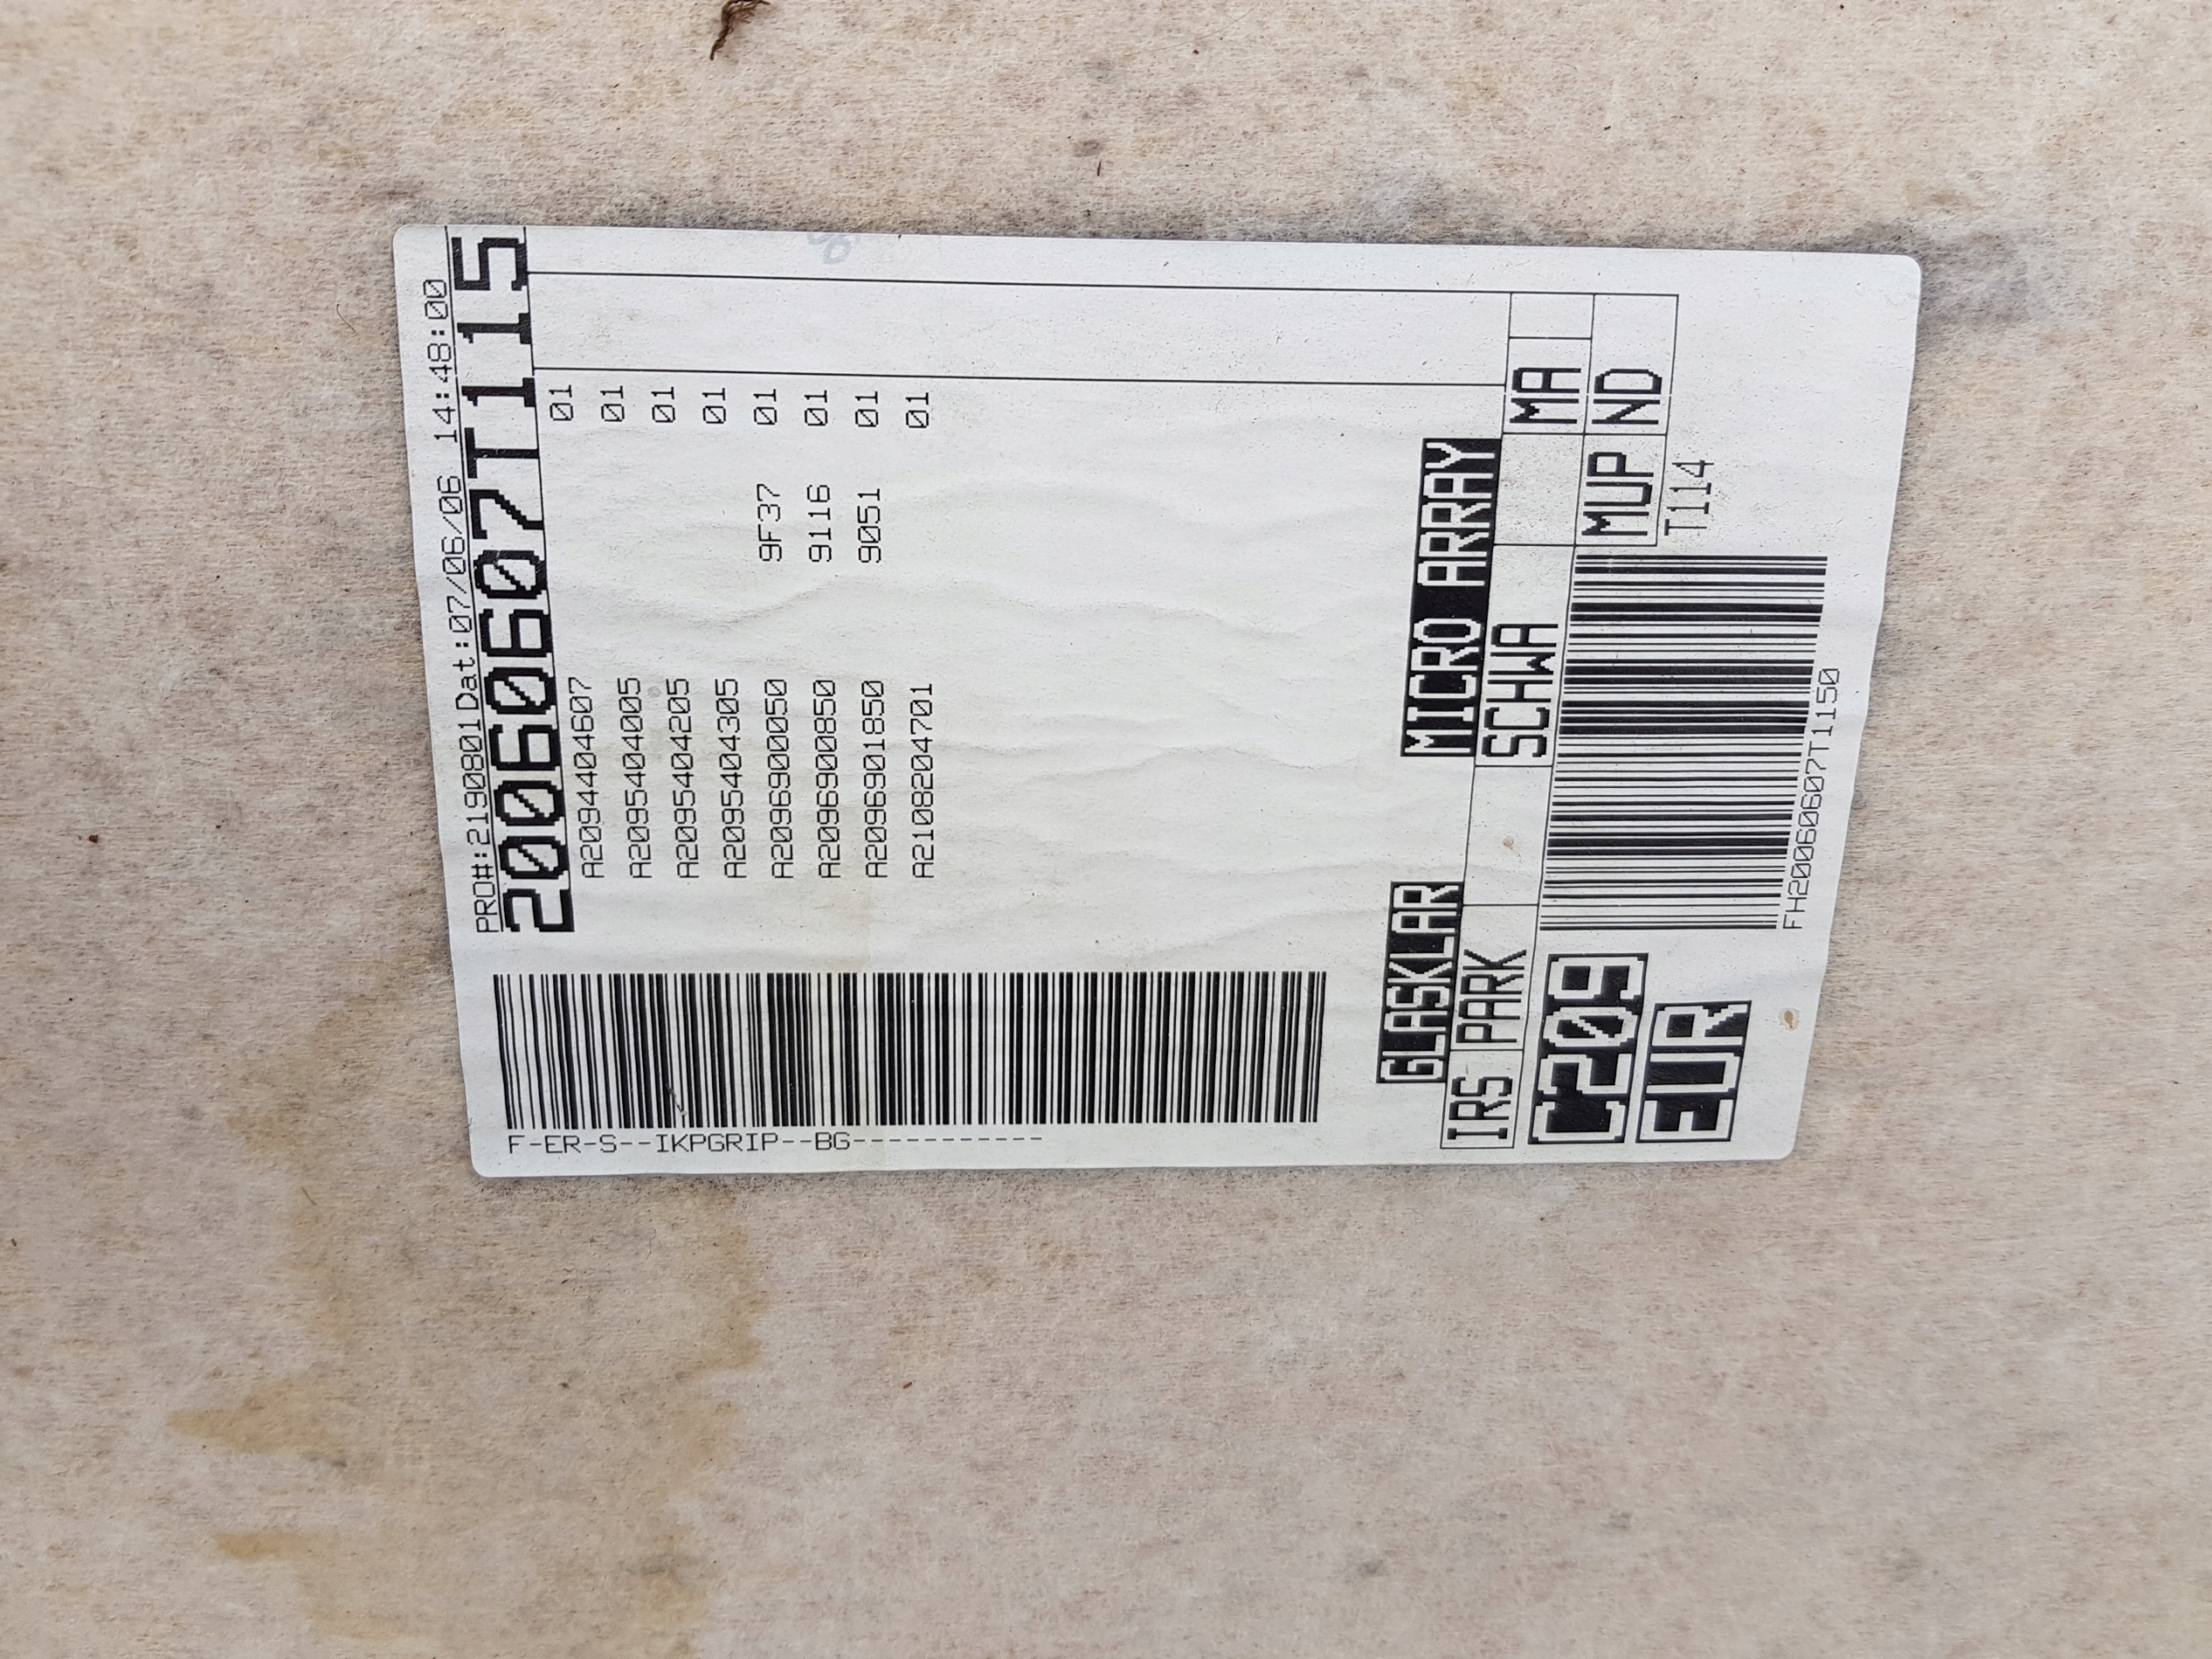 PRO#:2190801 Dat:07/06/06 14:48:00
20060607T115
A2094404607 01
A2095404005 01
A2095404205 01
A2095404305 01
A2096900050 9F37 01
A2096900850 9116 01
A2096901850 9051 01
A2108204701 01
F-ER-S--IKPGRIP--BG-----------
GLASKLAR MICRO ARRAY
IRS PARK SCHWA MA
C209 MUP ND
EUR T114
FH20060607T1150